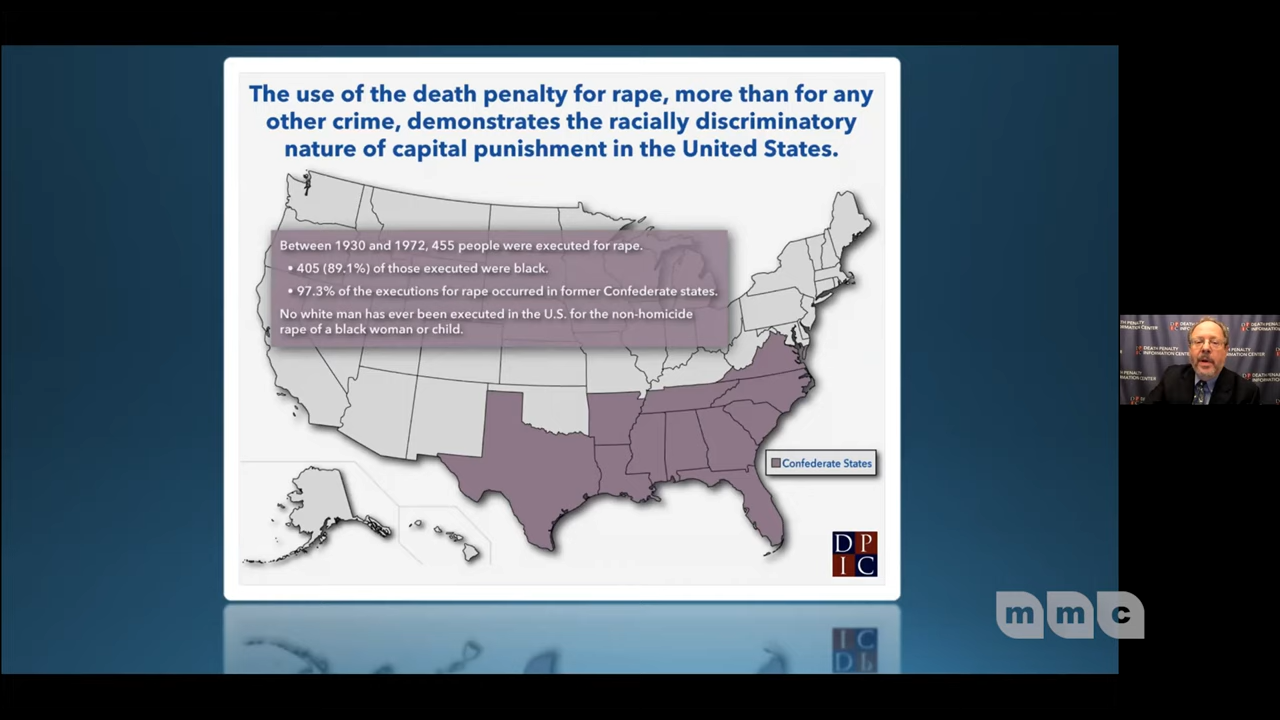 The use of the death penalty for rape, more than for any
other crime, demonstrates the racially discriminatory
nature of capital punishment in the United States.
Between 1930 and 1972, 455 people were executed for rape.
• 405 (89.1%) of those executed were black.
• 97.3% of the executions for rape occurred in former Confederate states.
No white man has ever been executed in the U.S. for the non-homicide
rape of a black woman or child.
Confederate States
D P
I C
mmc
DEATH PENALTY
INFORMATION CENTER